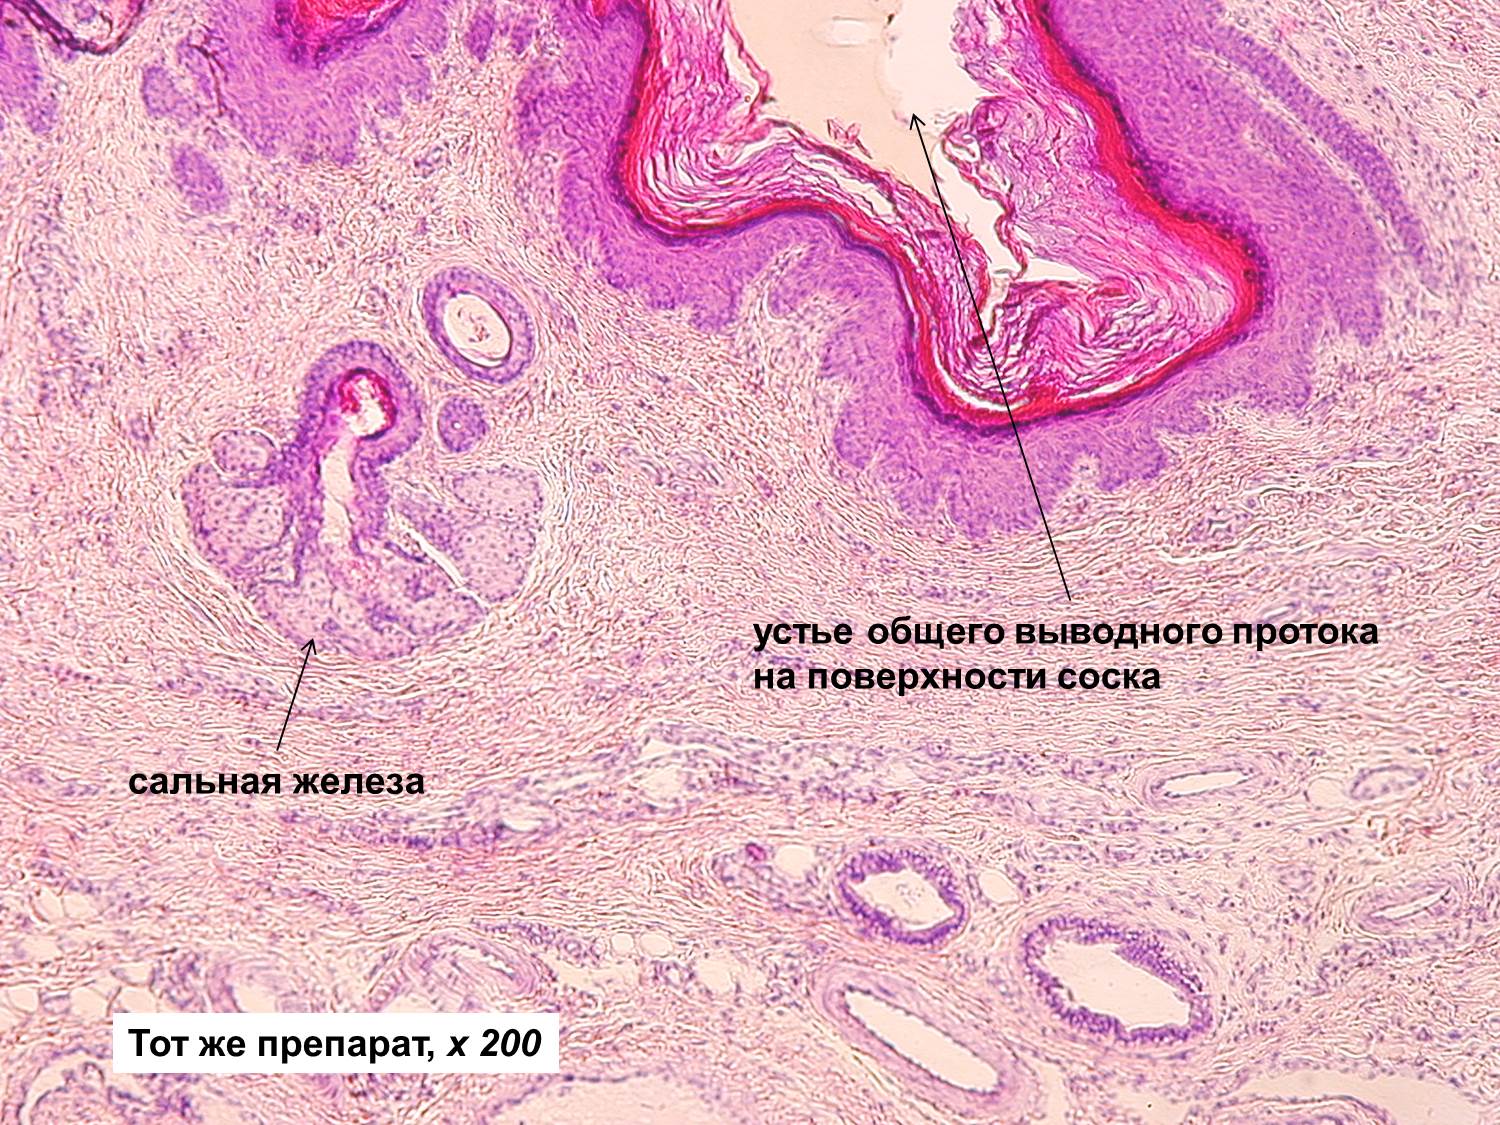 устье общего выводного протока
на поверхности соска
сальная железа
Тот же препарат, х 200